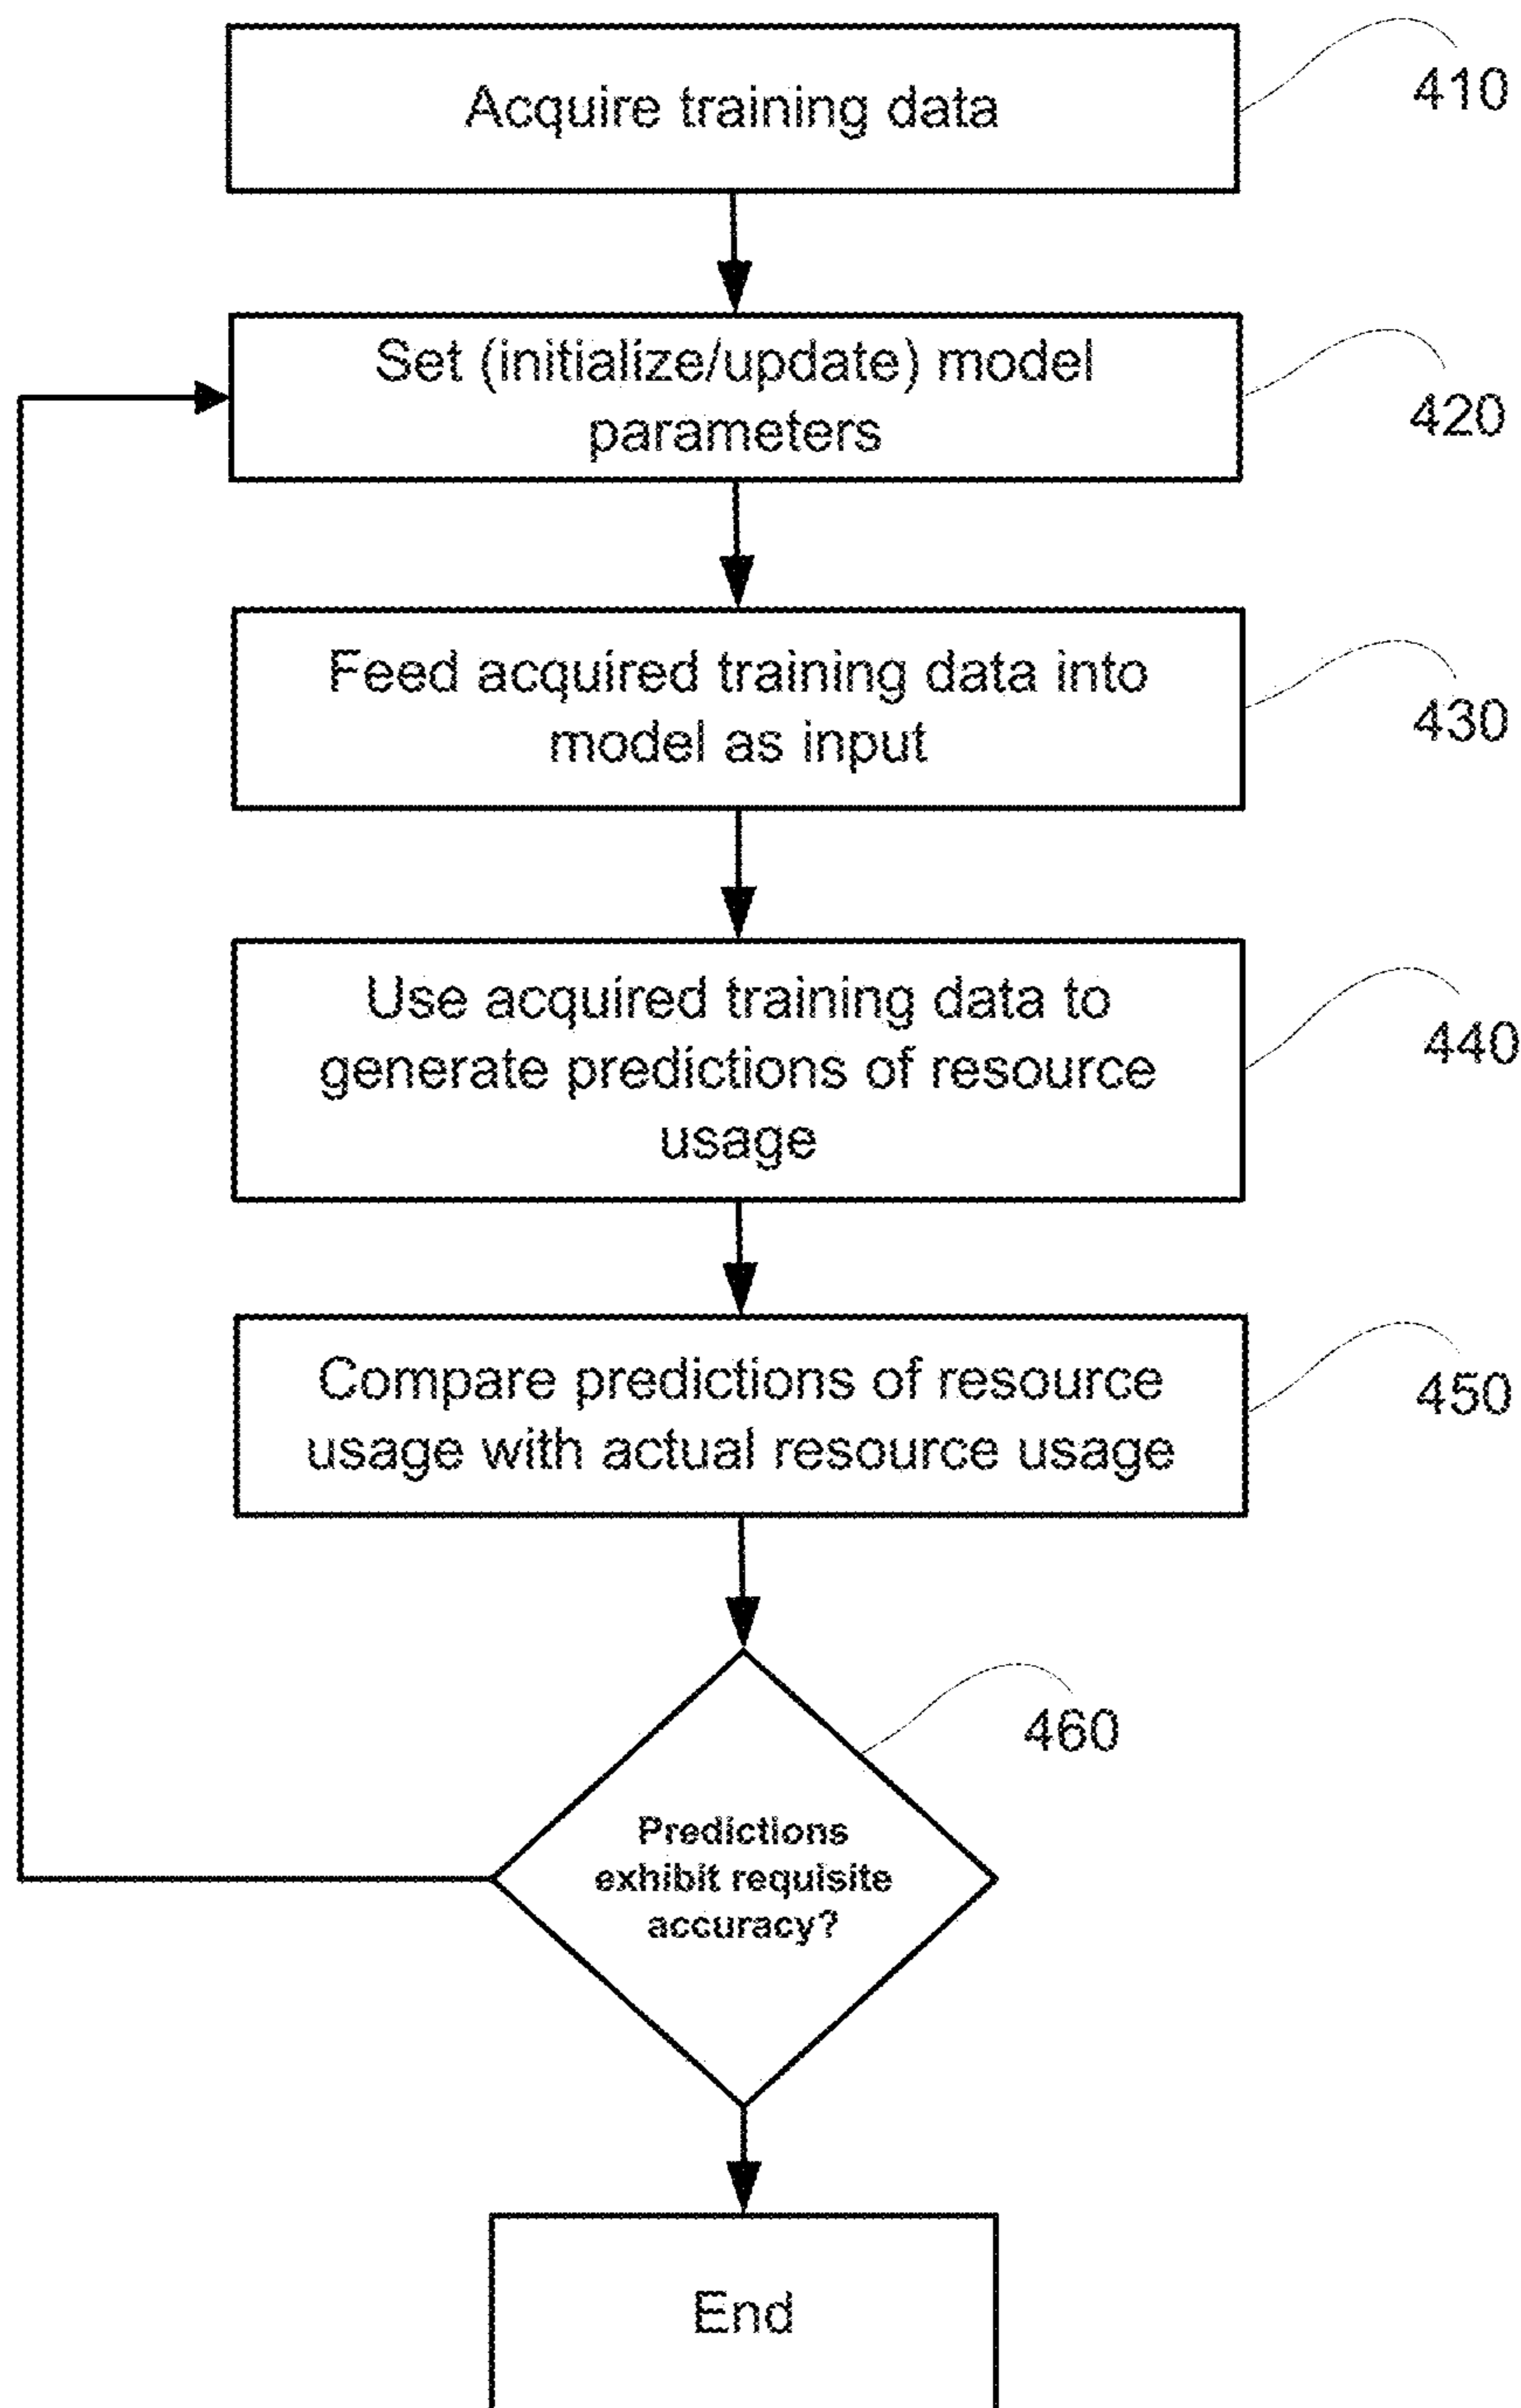 Acquire training data
410
Set (initialize/update) model
parameters
420
Feed acquired training data into
model as input
430
Use acquired training data to
generate predictions of resource
usage
440
Compare predictions of resource
usage with actual resource usage
450
460
Predictions
exhibit requisite
accuracy?
End